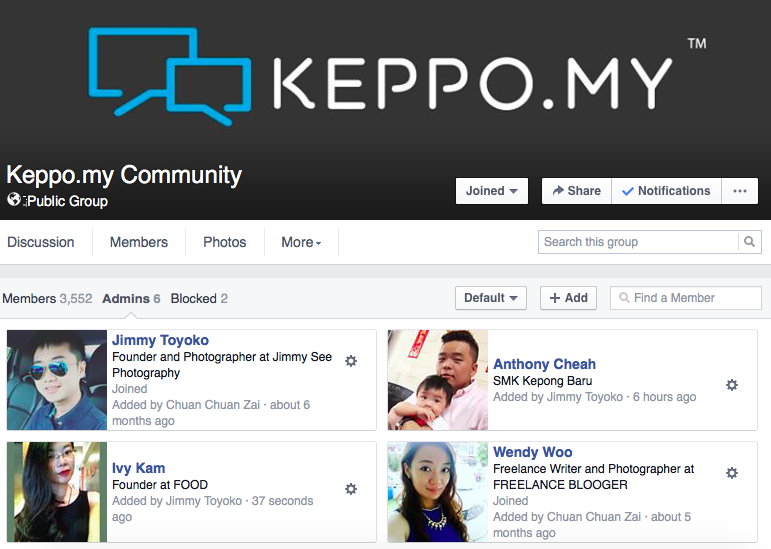 KEPPO.MY TM
Keppo.my Community
Public Group
Joined
Share
Notifications
Discussion Members Photos More
Search this group
Members 3,552 Admins 6 Blocked 2
Default
+ Add
Find a Member
Jimmy Toyoko
Founder and Photographer at Jimmy See
Photography
Joined
Added by Chuan Chuan Zai · about 6
months ago
Anthony Cheah
SMK Kepong Baru
Added by Jimmy Toyoko · 6 hours ago
Ivy Kam
Founder at FOOD
Added by Jimmy Toyoko · 37 seconds
ago
Wendy Woo
Freelance Writer and Photographer at
FREELANCE BLOOGER
Joined
Added by Chuan Chuan Zai · about 5
months ago